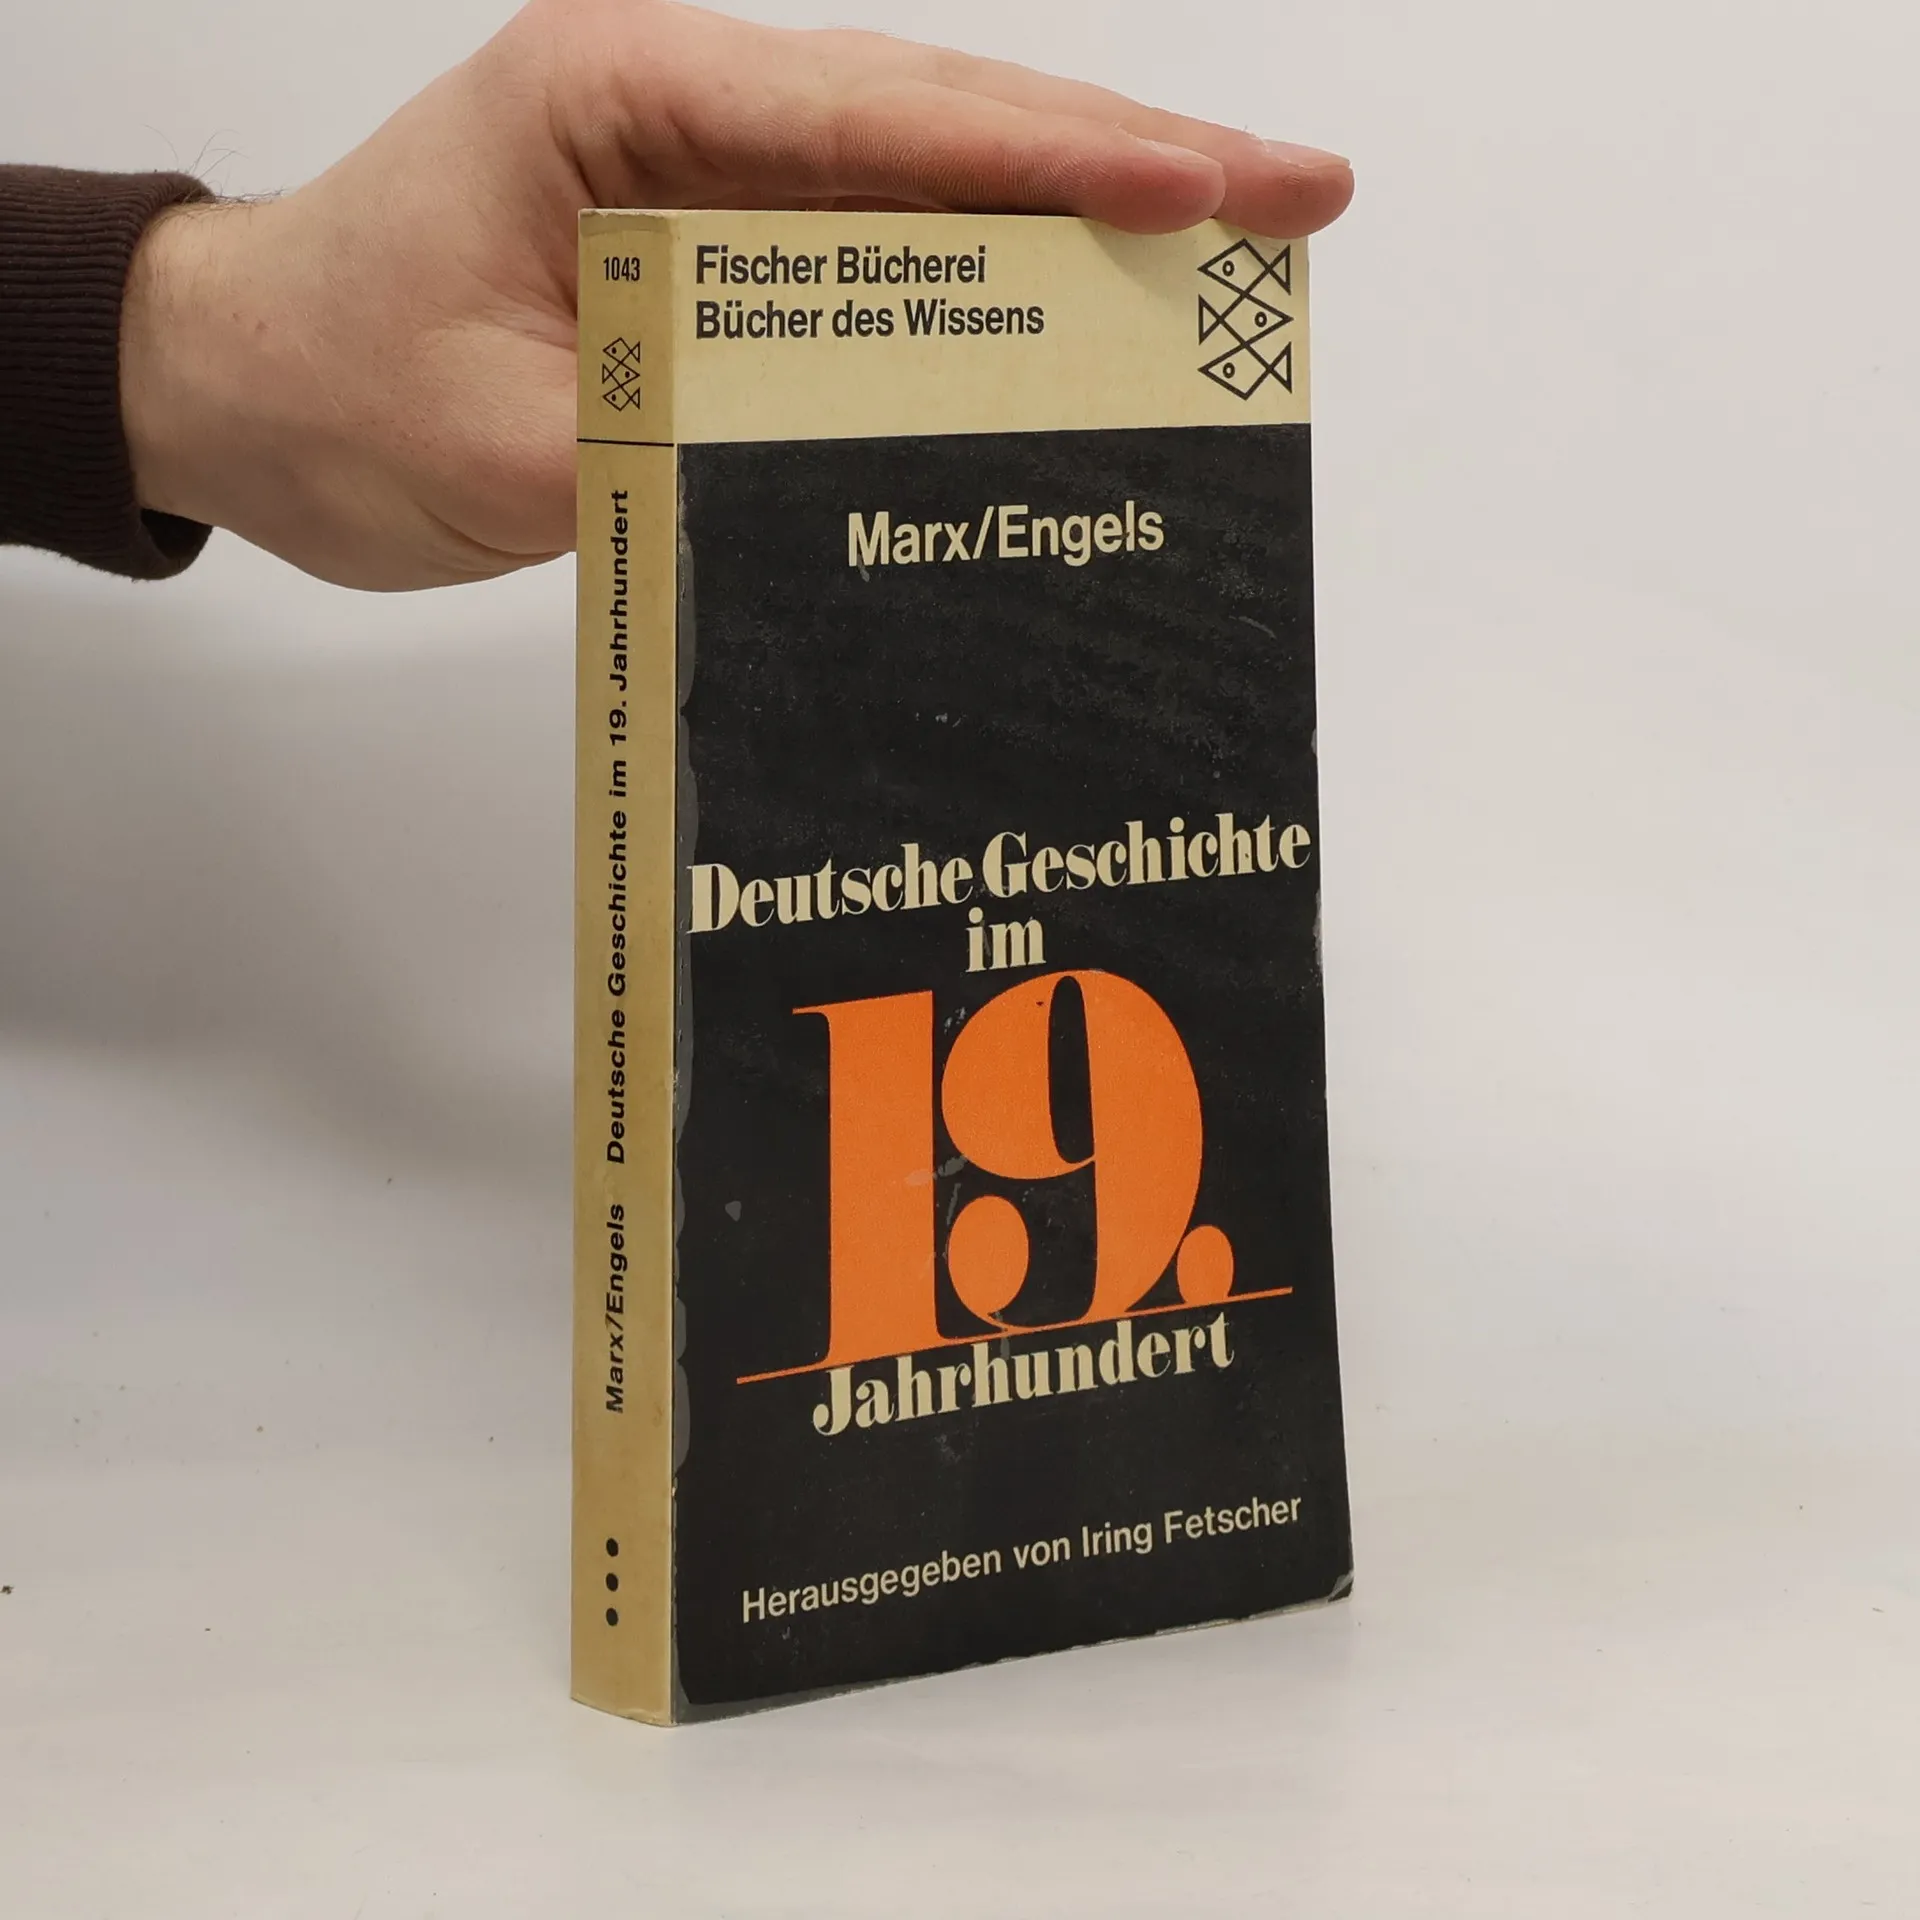 1043
Marx/Engels Deutsche Geschichte im 19. Jahrhundert
Fischer Bücherei
Bücher des Wissens
Marx/Engels
Deutsche Geschichte
im
19.
Jahrhundert
Herausgegeben von Iring Fetscher